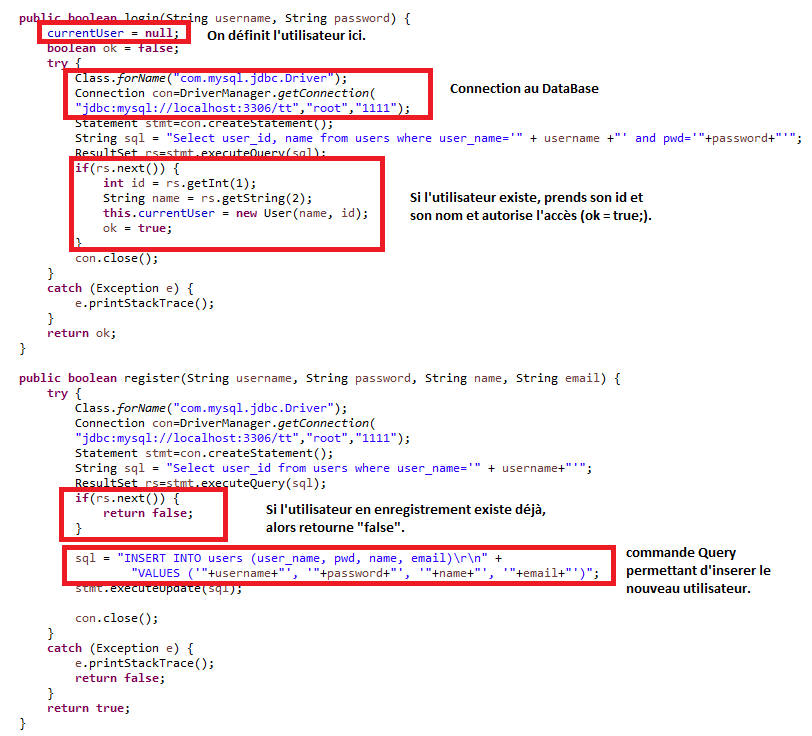 public boolean login(String username, String password) {
currentUser = null;
On définit l'utilisateur ici.
boolean ok = false;
try {
Class.forName("com.mysql.jdbc.Driver");
Connection con=DriverManager.getConnection(
Connection au DataBase
"jdbc:mysql://localhost:3306/tt","root","1111");
Statement stmt=con.createStatement();
String sql = "Select user_id, name from users where user_name='" + username +"' and pwd='"+password+"'";
ResultSet rs=stmt.executeQuery(sql);
if(rs.next()) {
int id = rs.getInt(1);
String name = rs.getString(2);
this.currentUser = new User(name, id);
ok = true;
}
Si l'utilisateur existe, prends son id et
son nom et autorise l'accès (ok = true;).
con.close();
}
catch (Exception e) {
e.printStackTrace();
}
return ok;
}
public boolean register(String username, String password, String name, String email) {
try {
Class.forName("com.mysql.jdbc.Driver");
Connection con=DriverManager.getConnection(
"jdbc:mysql://localhost:3306/tt","root","1111");
Statement stmt=con.createStatement();
String sql = "Select user_id from users where user_name='" + username+"'";
ResultSet rs=stmt.executeQuery(sql);
if(rs.next()) {
return false;
}
Si l'utilisateur en enregistrement existe déjà,
alors retourne "false".
sql = "INSERT INTO users (user_name, pwd, name, email)\r\n" +
"VALUES ('"+username+"', '"+password+"', '"+name+"', '"+email+"')";
commande Query
permettant d'inserer le
nouveau utilisateur.
stmt.executeUpdate(sql);
con.close();
}
catch (Exception e) {
e.printStackTrace();
return false;
}
return true;
}